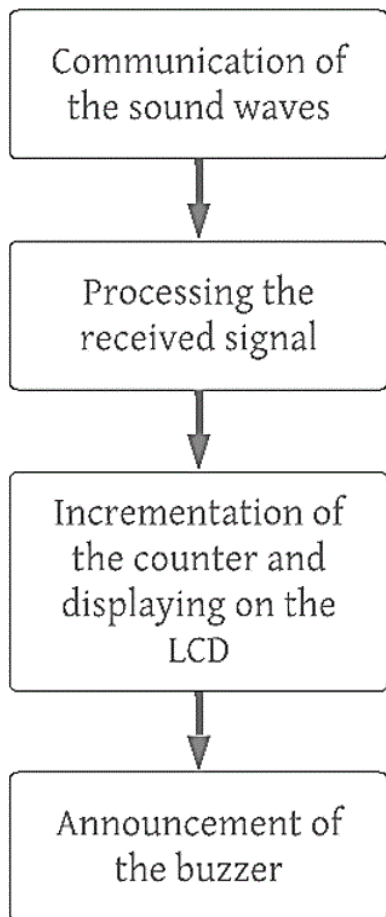 Communication of
the sound waves
Processing the
received signal
Incrementation of
the counter and
displaying on the
LCD
Announcement of
the buzzer